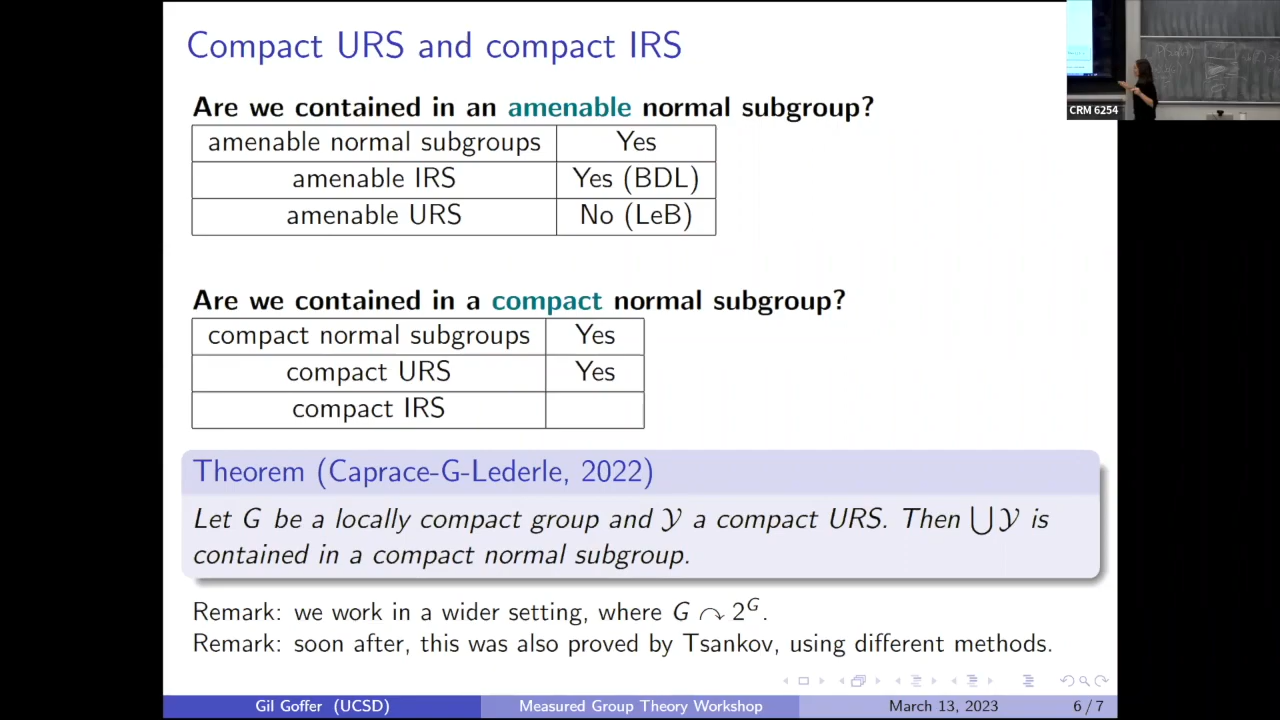 Compact URS and compact IRS
Are we contained in an amenable normal subgroup?
amenable normal subgroups Yes
amenable IRS Yes (BDL)
amenable URS No (LeB)
Are we contained in a compact normal subgroup?
compact normal subgroups Yes
compact URS Yes
compact IRS
Theorem (Caprace-G-Lederle, 2022)
Let G be a locally compact group and 𝒴 a compact URS. Then ⋃𝒴 is
contained in a compact normal subgroup.
Remark: we work in a wider setting, where G ↷ 2^G.
Remark: soon after, this was also proved by Tsankov, using different methods.
Gil Goffer (UCSD) Measured Group Theory Workshop March 13, 2023 6 / 7
CRM 6254